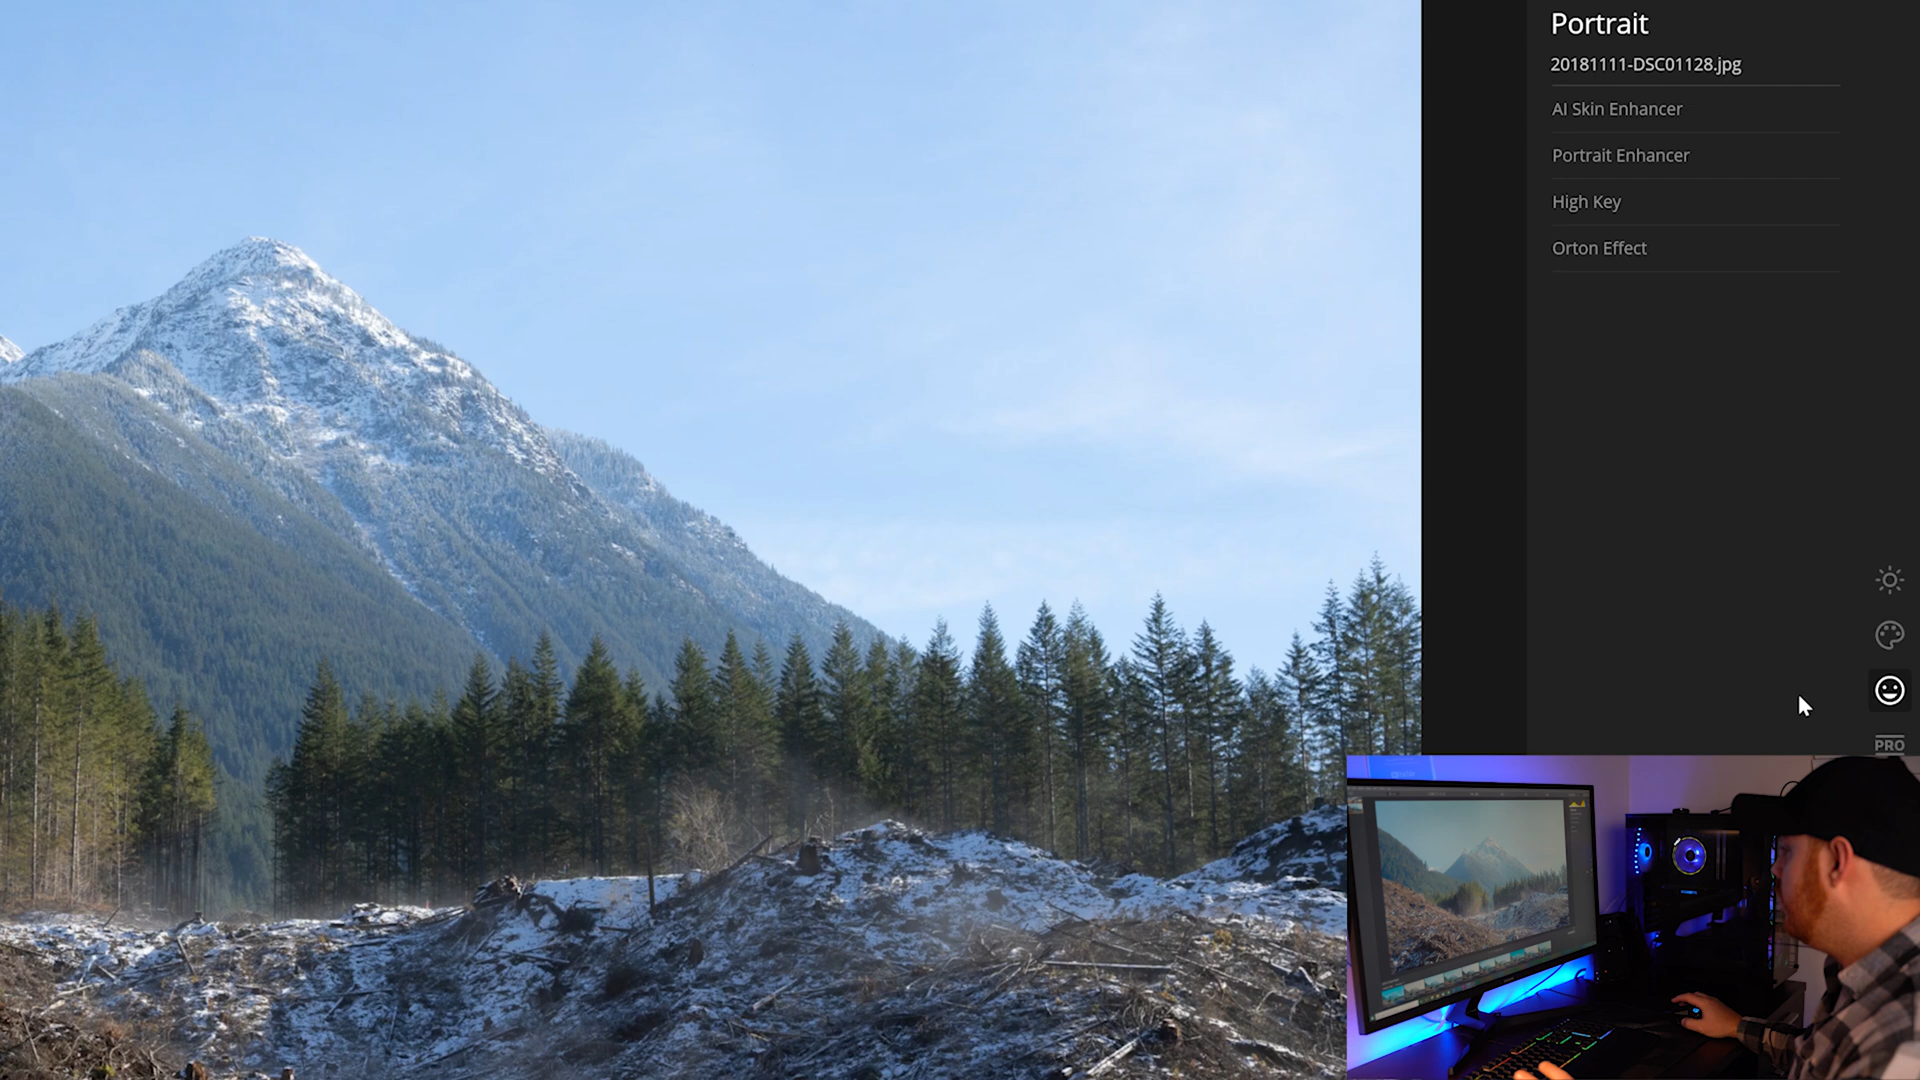 Portrait
20181111-DSC01128.jpg
AI Skin Enhancer
Portrait Enhancer
High Key
Orton Effect
PRO